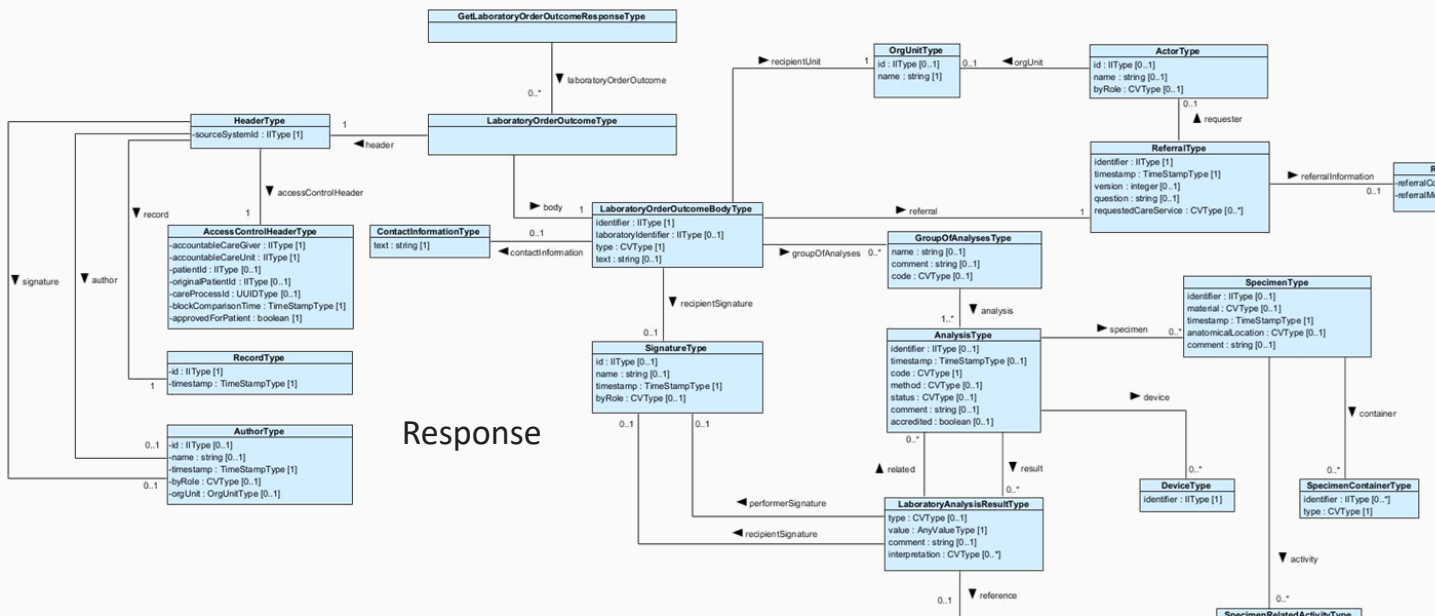 GetLaboratoryOrderOutcomeResponseType
laboratoryOrderOutcome
0..*
LaboratoryOrderOutcomeType
HeaderType
-sourceSystemId : IIType [1]
1
header
OrgUnitType
id : IIType [0..1]
name : string [1]
recipientUnit
1
0..1
orgUnit
ActorType
id : IIType [0..1]
name : string [0..1]
byRole : CVType [0..1]
0..1
requester
ReferralType
identifier : IIType [1]
timestamp : TimeStampType [1]
version : integer [0..1]
question : string [0..1]
requestedCareService : CVType [0..*]
referralInformation
0..1
-referralCo
-referralM
accessControlHeader
1
record
signature
author
AccessControlHeaderType
-accountableCareGiver : IIType [1]
-accountableCareUnit : IIType [1]
-patientId : IIType [0..1]
-originalPatientId : IIType [0..1]
-careProcessId : UUIDType [0..1]
-blockComparisonTime : TimeStampType [1]
-approvedForPatient : boolean [1]
body
1
LaboratoryOrderOutcomeBodyType
identifier : IIType [1]
laboratoryIdentifier : IIType [0..1]
type : CVType [1]
text : string [0..1]
referral
1
ContactInformationType
text : string [1]
0..1
contactInformation
groupOfAnalyses
0..*
GroupOfAnalysesType
name : string [0..1]
comment : string [0..1]
code : CVType [0..1]
analysis
1..*
recipientSignature
0..1
RecordType
-id : IIType [1]
-timestamp : TimeStampType [1]
1
SignatureType
id : IIType [0..1]
name : string [0..1]
timestamp : TimeStampType [1]
byRole : CVType [0..1]
0..1
0..1
AnalysisType
identifier : IIType [0..1]
timestamp : TimeStampType [0..1]
code : CVType [1]
method : CVType [0..1]
status : CVType [0..1]
comment : string [0..1]
accredited : boolean [0..1]
specimen
0..*
SpecimenType
identifier : IIType [0..1]
material : CVType [0..1]
timestamp : TimeStampType [1]
anatomicalLocation : CVType [0..1]
comment : string [0..1]
device
0..*
container
0..*
AuthorType
-id : IIType [0..1]
-name : string [0..1]
-timestamp : TimeStampType [1]
-byRole : CVType [0..1]
-orgUnit : OrgUnitType [0..1]
0..1
0..1
Response
0..*
related
result
0..*
DeviceType
identifier : IIType [1]
SpecimenContainerType
identifier : IIType [0..*]
type : CVType [1]
performerSignature
recipientSignature
LaboratoryAnalysisResultType
type : CVType [0..1]
value : AnyValueType [1]
comment : string [0..1]
interpretation : CVType [0..*]
activity
0..*
0..1
reference
SpecimenRelatedActivityType